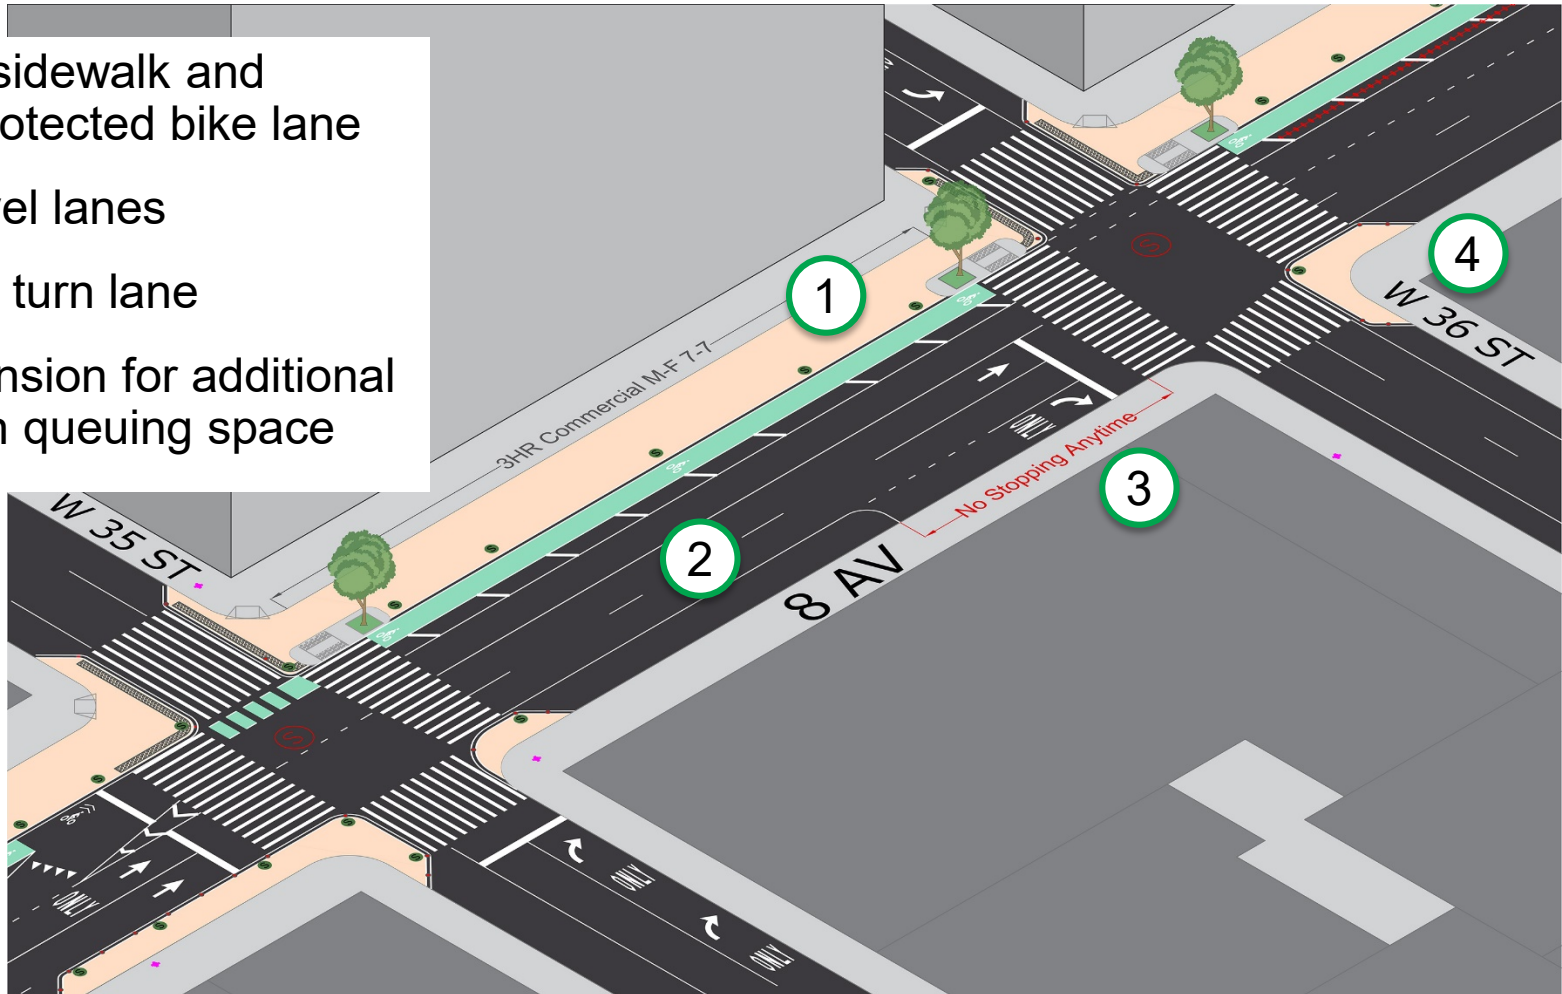 sidewalk and
otected bike lane
el lanes
turn lane
nsion for additional
queuing space
1
2
3
4
3HR Commercial M-F 7-7
No Stopping Anytime
8 AV
W 35 ST
W 36 ST
ONLY
ONLY
ONLY
ONLY
S
S